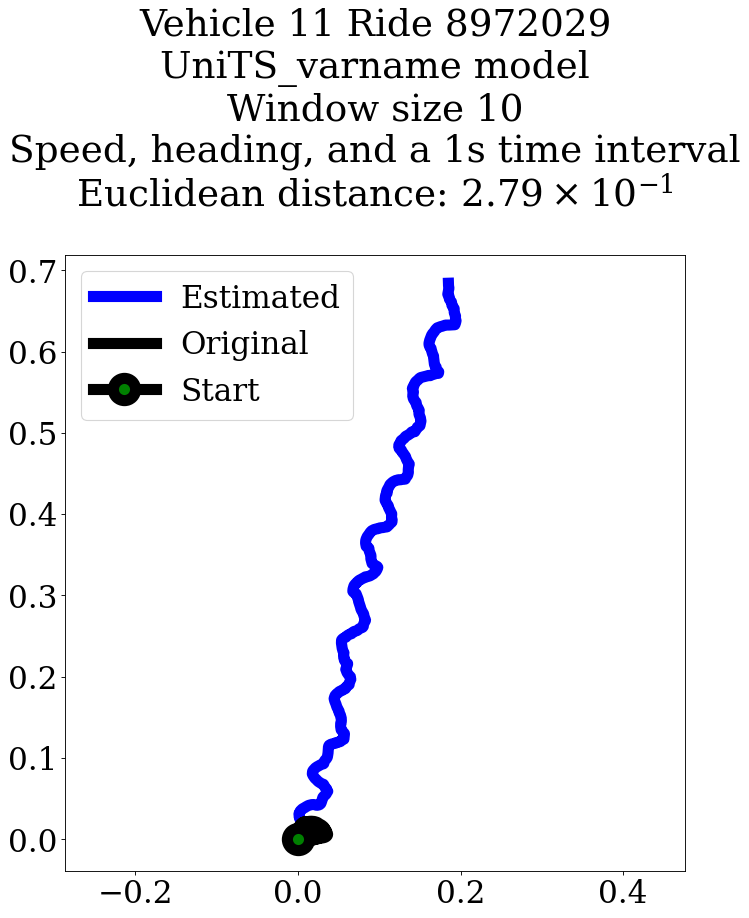 Vehicle 11 Ride 8972029
UniTS_varname model
Window size 10
Speed, heading, and a 1s time interval
Euclidean distance: 2.79 × 10⁻¹
Estimated
Original
Start
0.7
0.6
0.5
0.4
0.3
0.2
0.1
0.0
−0.2 0.0 0.2 0.4